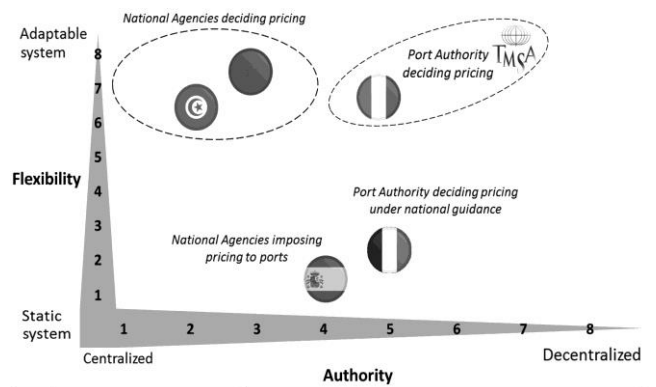 National Agencies deciding pricing
Adaptable
system
Port Authority
deciding pricing
TMSA
8
7
6
5
4
3
2
1
Flexibility
Port Authority deciding pricing
under national guidance
National Agencies imposing
pricing to ports
Static
system
1 2 3 4 5 6 7 8
Centralized
Decentralized
Authority